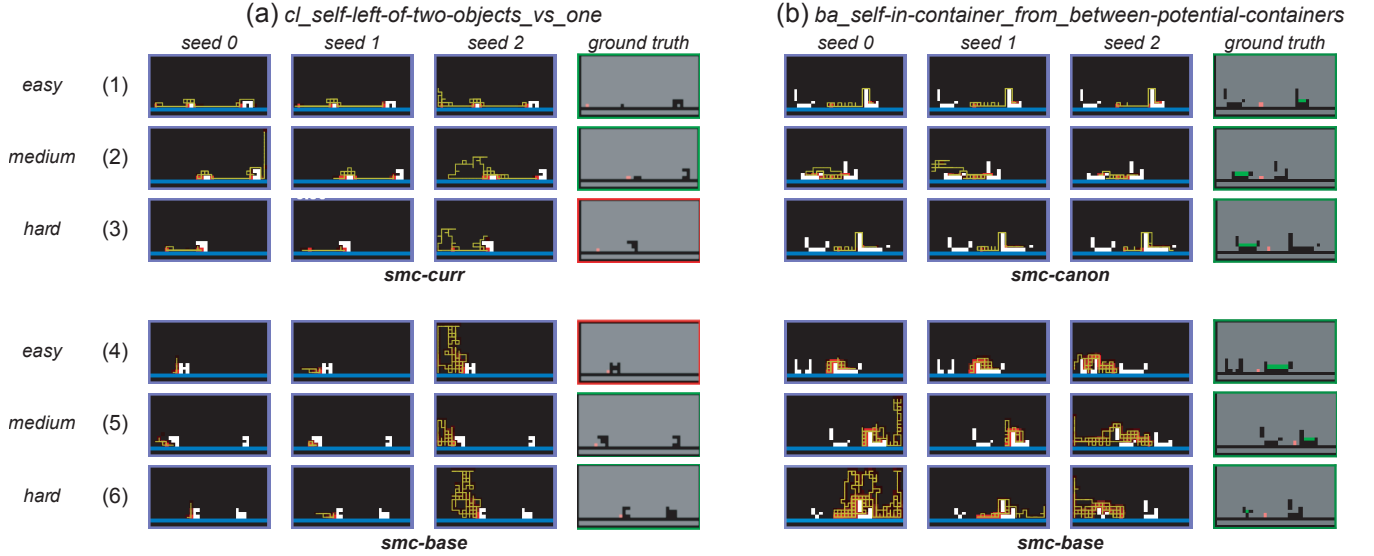 (a) cl_self-left-of-two-objects_vs_one
(b) ba_self-in-container_from_between-potential-containers
seed 0 seed 1 seed 2 ground truth
seed 0 seed 1 seed 2 ground truth
easy (1)
medium (2)
hard (3)
smc-curr
smc-canon
easy (4)
medium (5)
hard (6)
smc-base
smc-base